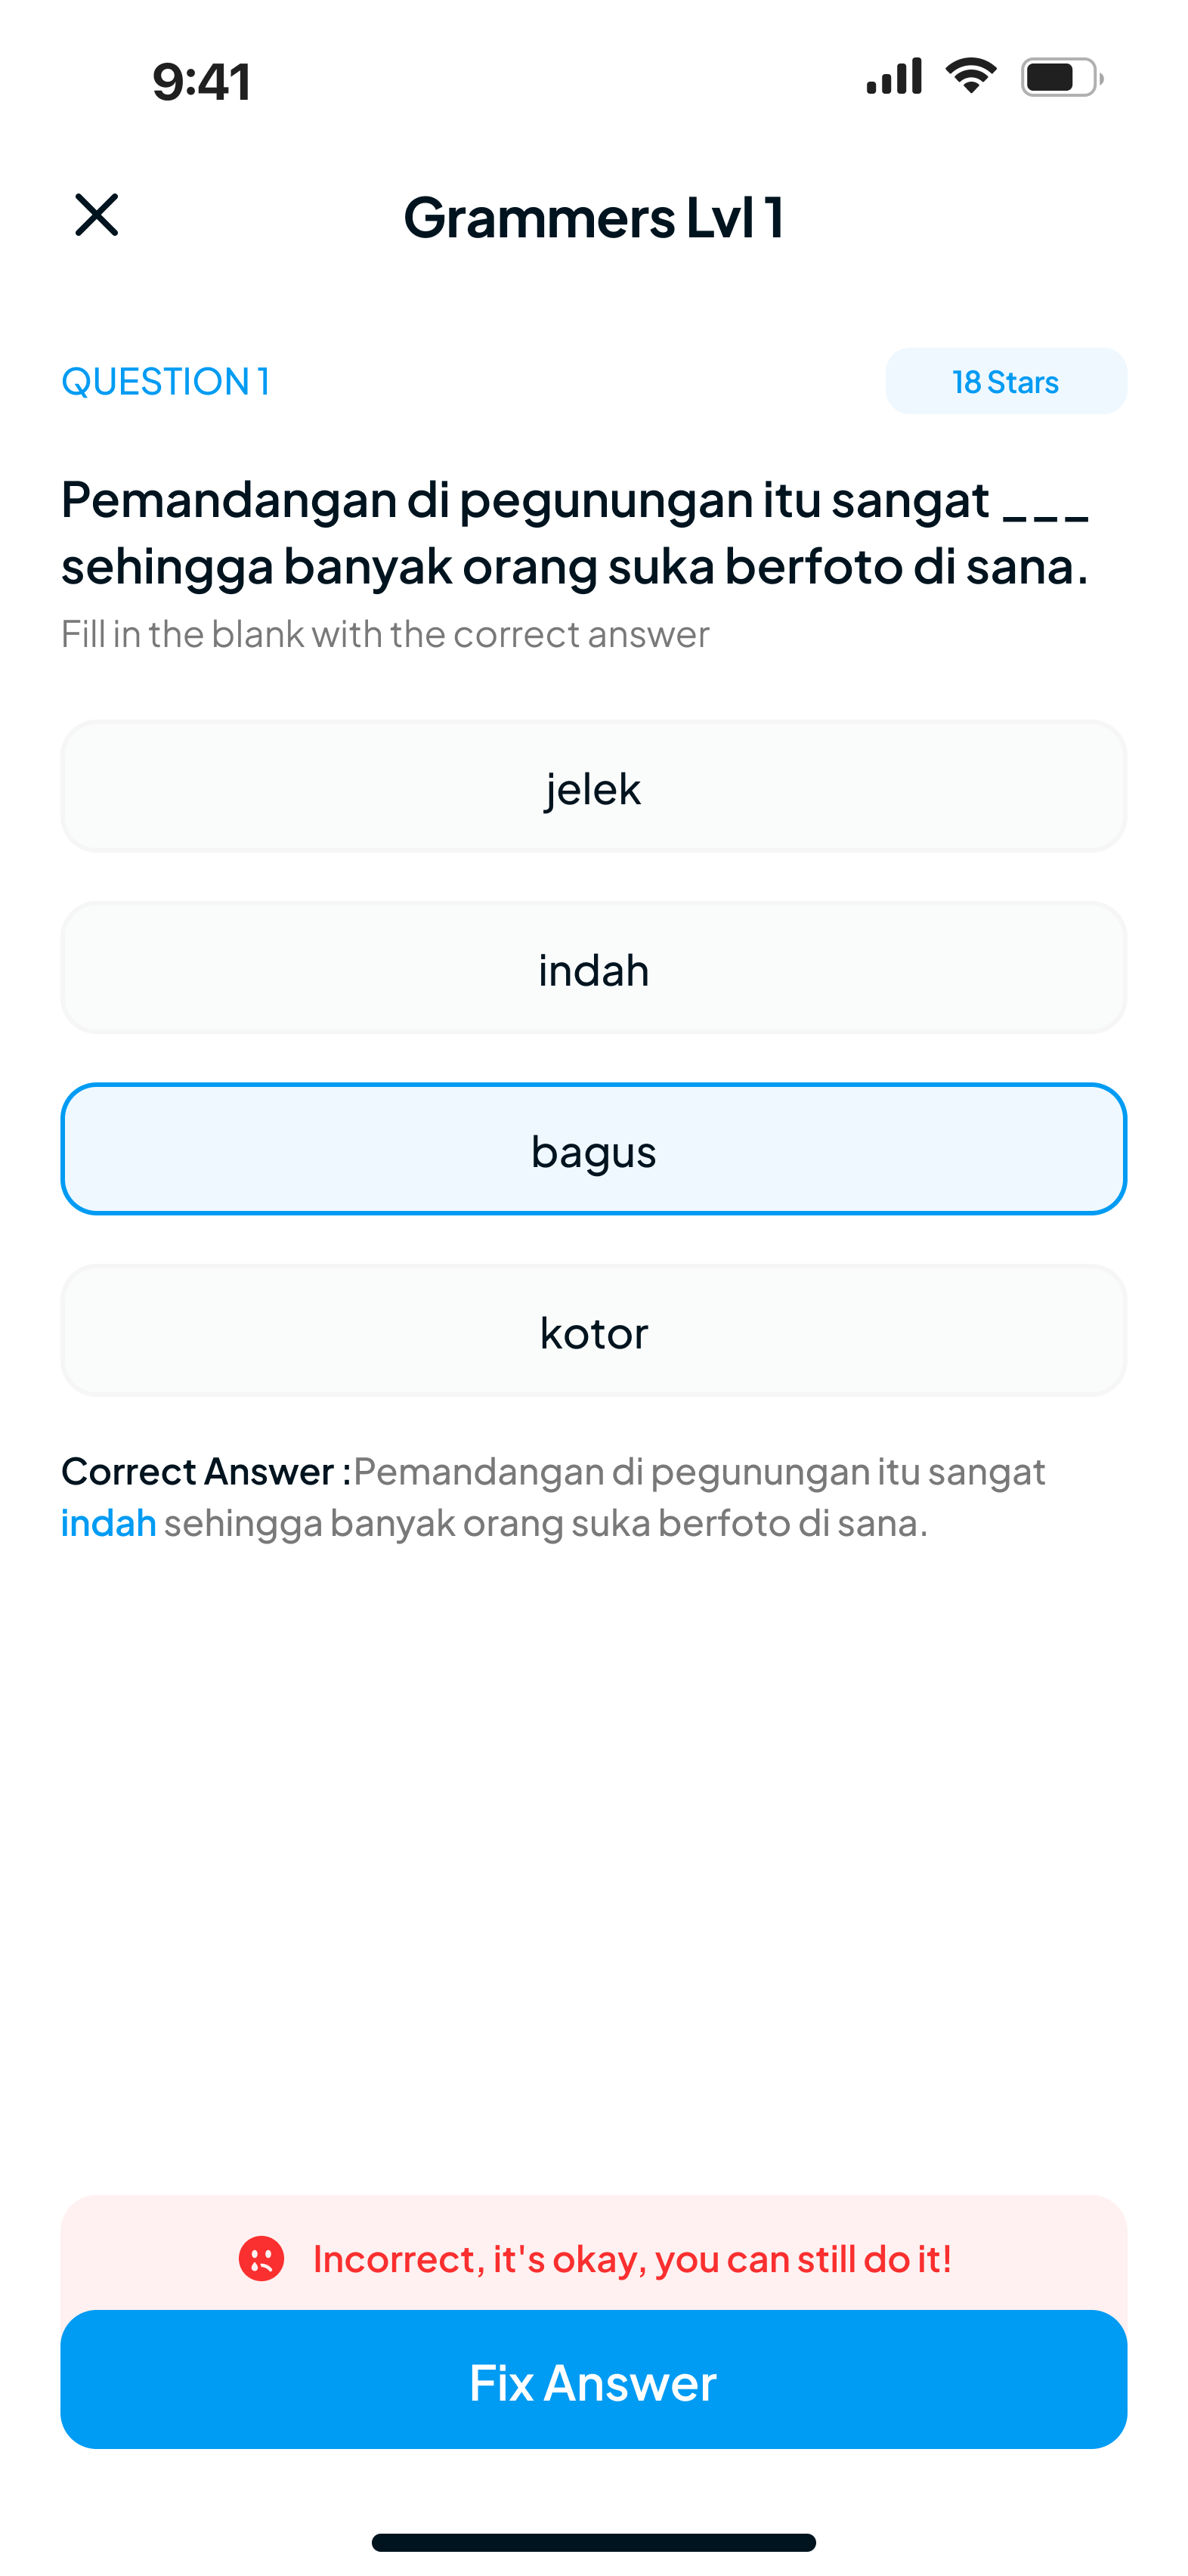 9:41
Grammers Lvl 1
QUESTION 1
18 Stars
Pemandangan di pegunungan itu sangat _ _ _
sehingga banyak orang suka berfoto di sana.
Fill in the blank with the correct answer
jelek
indah
bagus
kotor
Correct Answer :Pemandangan di pegunungan itu sangat
indah sehingga banyak orang suka berfoto di sana.
Incorrect, it's okay, you can still do it!
Fix Answer